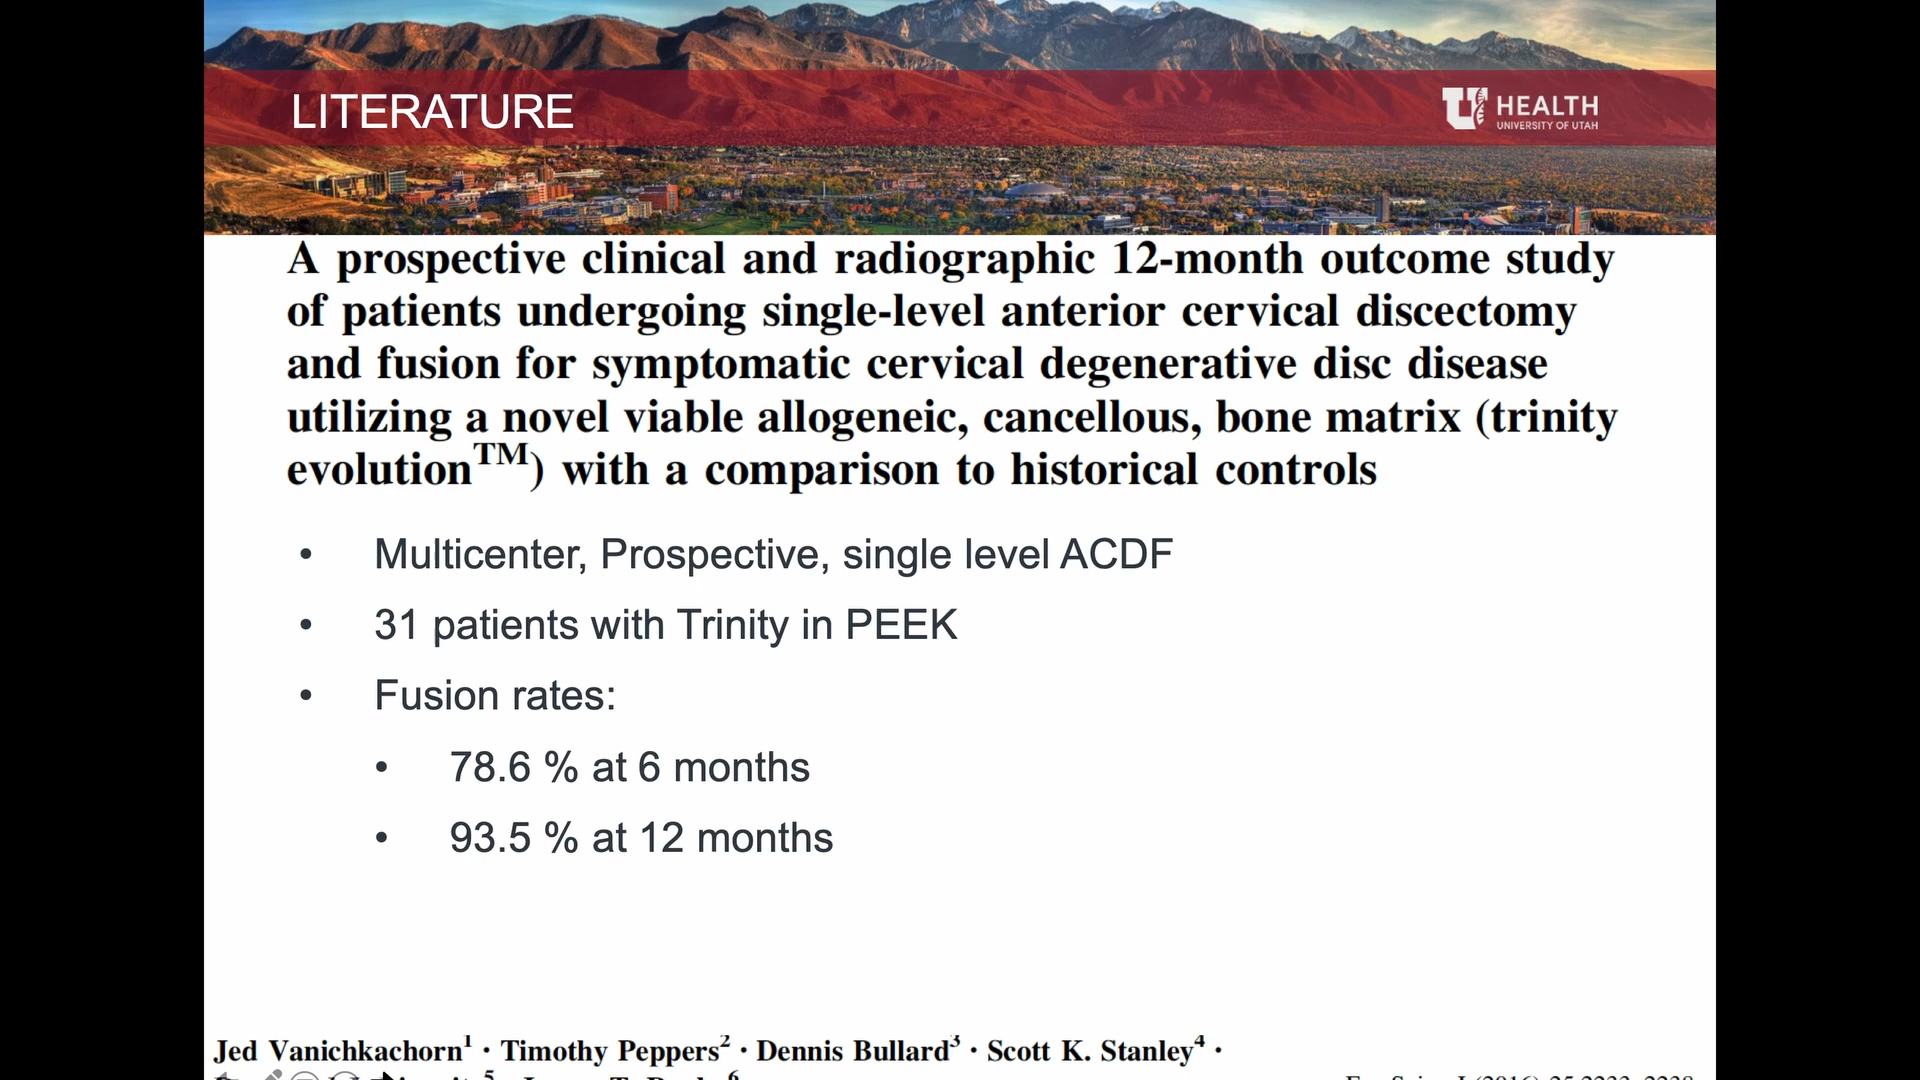 LITERATURE
HEALTH
UNIVERSITY OF UTAH
A prospective clinical and radiographic 12-month outcome study
of patients undergoing single-level anterior cervical discectomy
and fusion for symptomatic cervical degenerative disc disease
utilizing a novel viable allogeneic, cancellous, bone matrix (trinity
evolution™) with a comparison to historical controls
• Multicenter, Prospective, single level ACDF
• 31 patients with Trinity in PEEK
• Fusion rates:
• 78.6 % at 6 months
• 93.5 % at 12 months
Jed Vanichkachorn¹ · Timothy Peppers² · Dennis Bullard³ · Scott K. Stanley⁴ ·